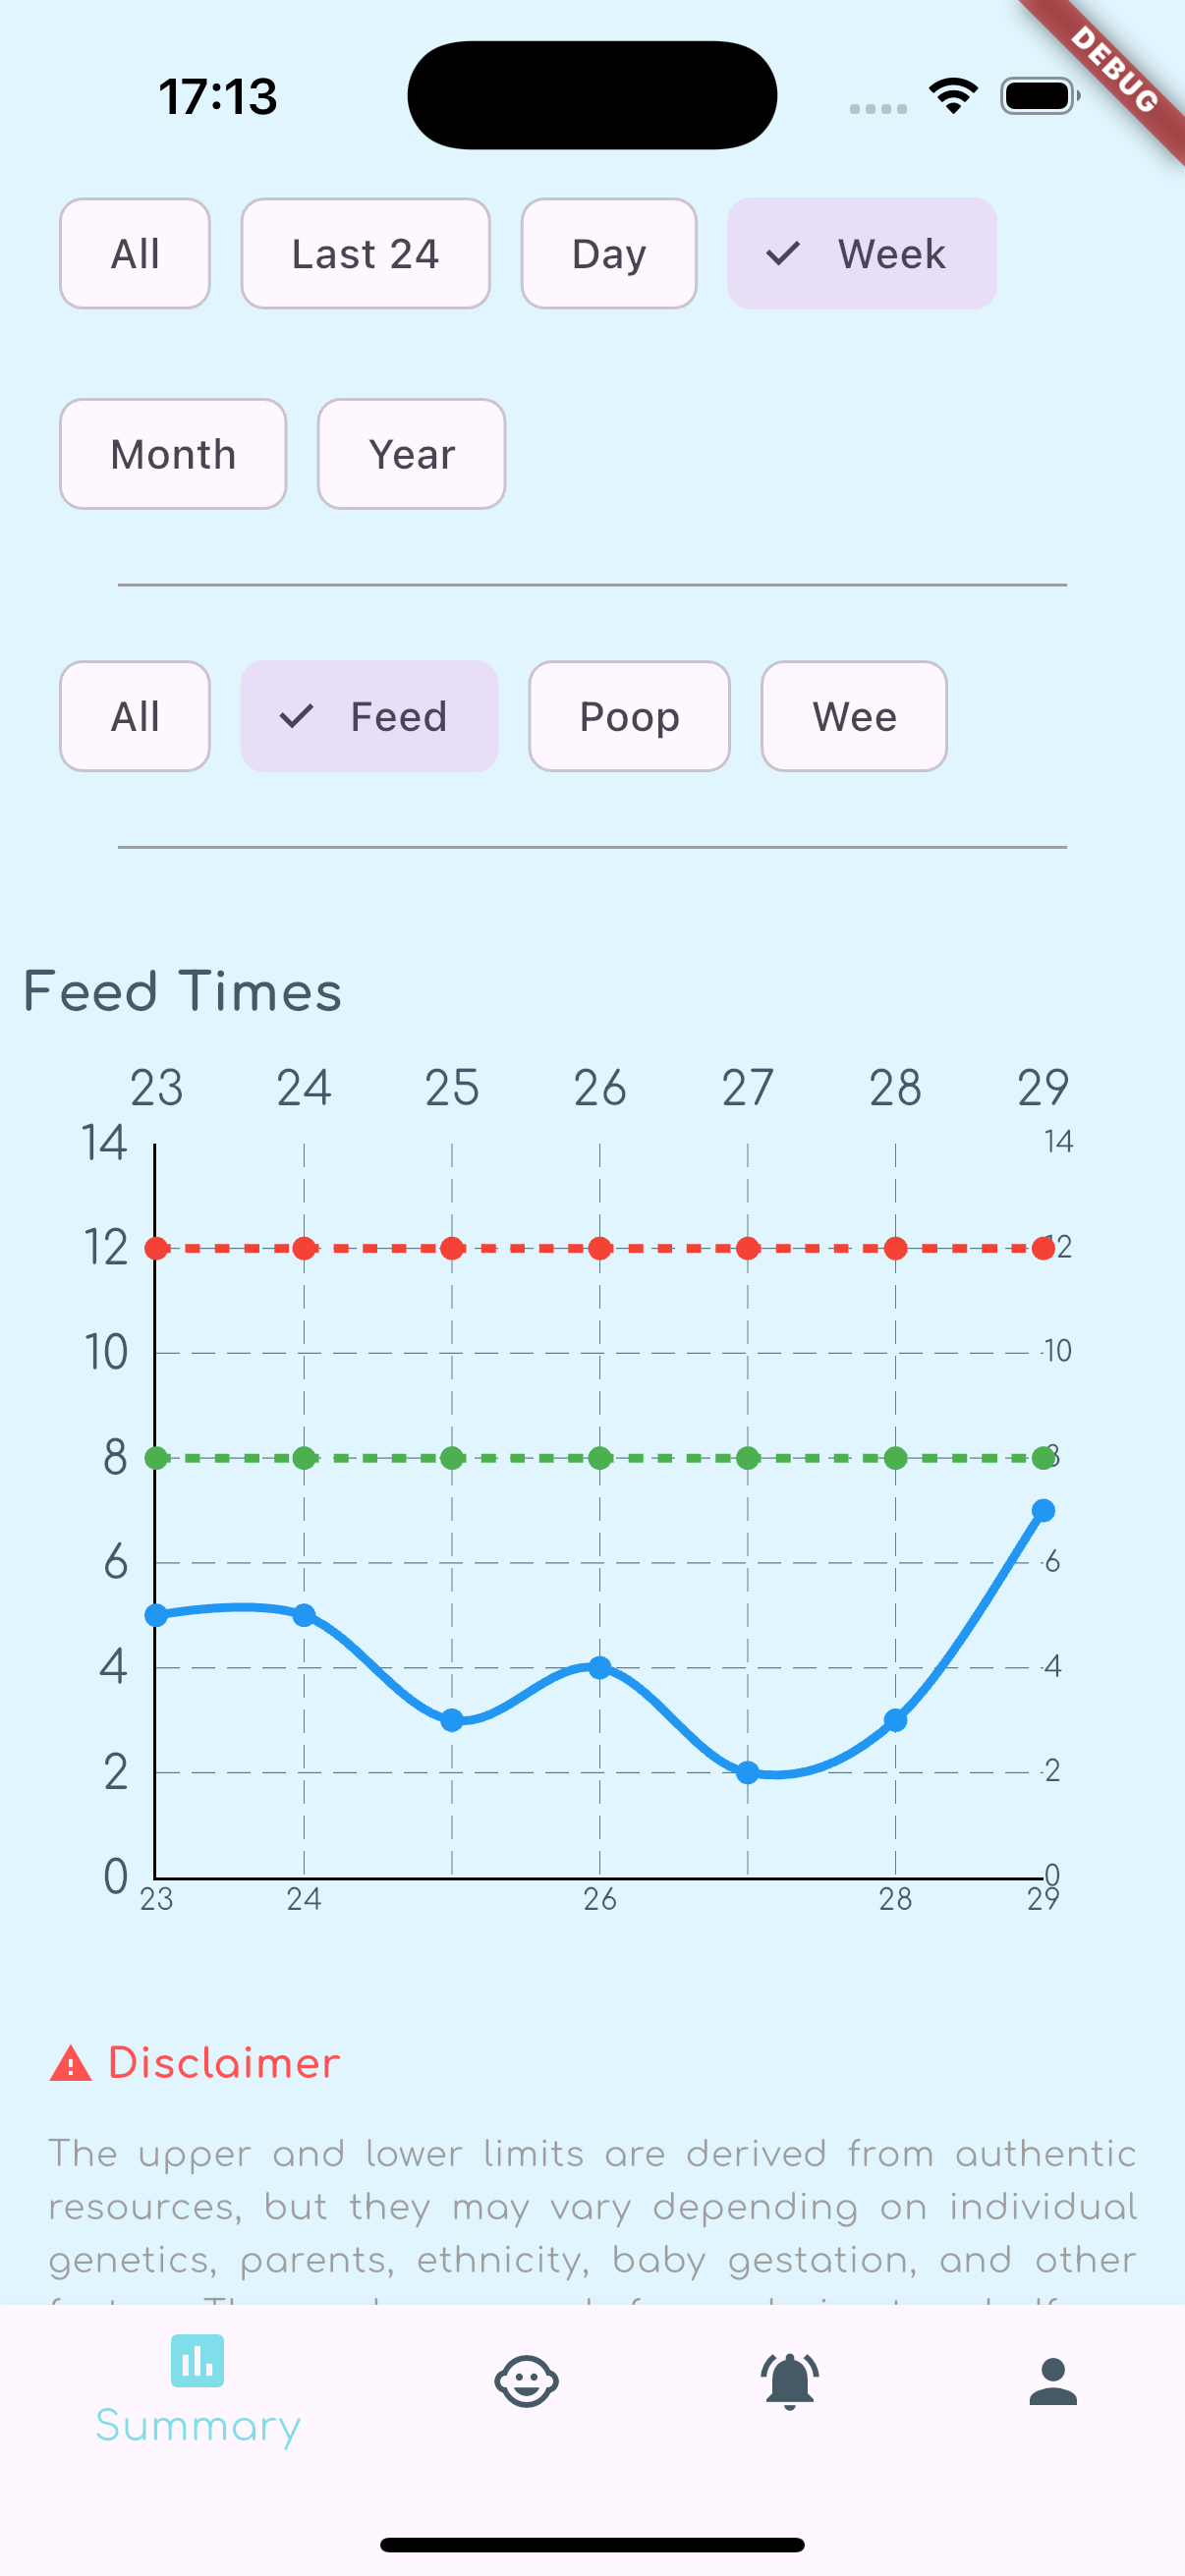 17:13
DEBUG
All Last 24 Day Week
Month Year
All Feed Poop Wee
Feed Times
23 24 25 26 27 28 29
14 14
12
10 10
8
6 6
4 4
2 2
0 0
23 24 26 28 29
Disclaimer
The upper and lower limits are derived from authentic
resources, but they may vary depending on individual
genetics, parents, ethnicity, baby gestation, and other
Summary